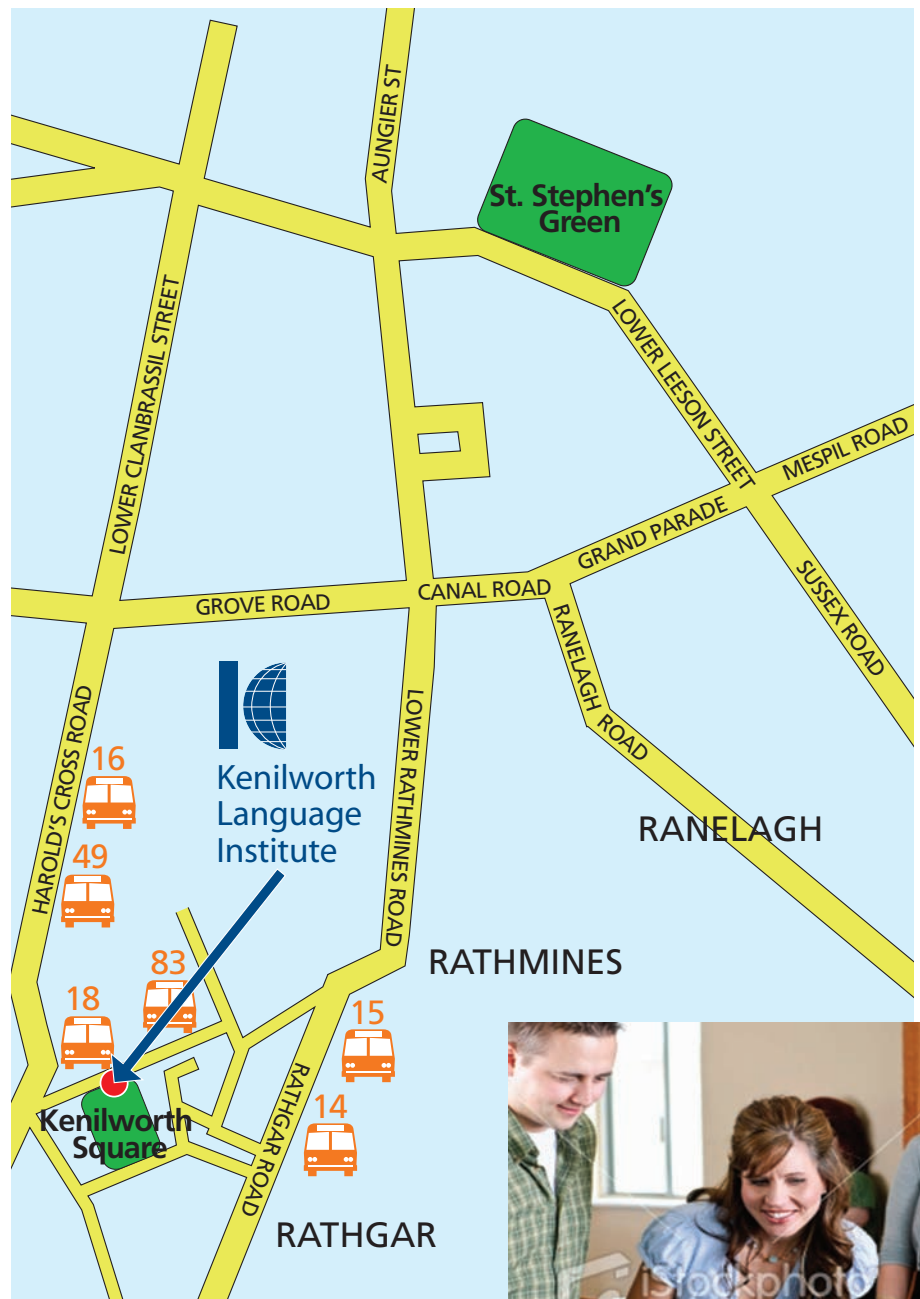 AUNGIER ST
St. Stephen's
Green
LOWER CLANBRASSIL STREET
LOWER LEESON STREET
MESPIL ROAD
GRAND PARADE
SUSSEX ROAD
CANAL ROAD
GROVE ROAD
RANELAGH ROAD
HAROLD'S CROSS ROAD
LOWER RATHMINES ROAD
16
Kenilworth
Language
Institute
RANELAGH
49
83
RATHMINES
18
15
14
RATHGAR ROAD
Kenilworth
Square
RATHGAR
iStockphoto